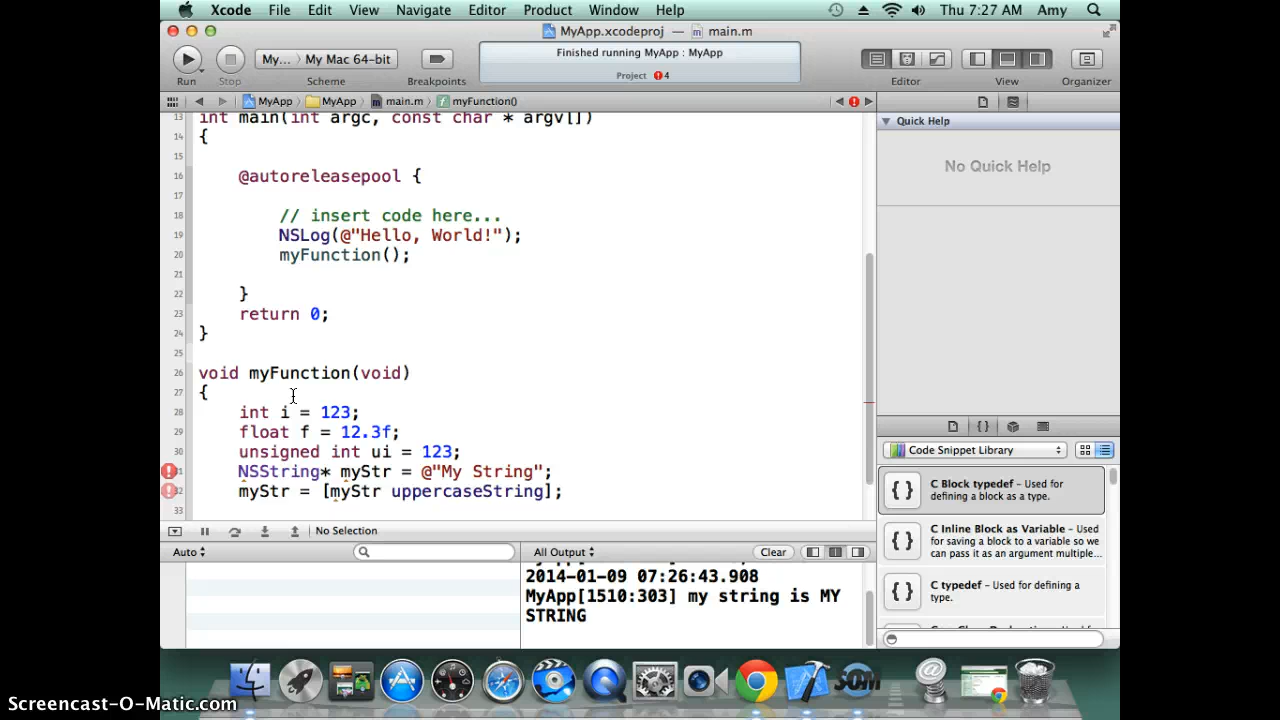 Xcode File Edit View Navigate Editor Product Window Help Thu 7:27 AM Amy
MyApp.xcodeproj — main.m
My... My Mac 64-bit
Finished running MyApp : MyApp
Project 4
Run Stop Scheme Breakpoints Editor View Organizer
MyApp MyApp main.m f myFunction()
Quick Help
No Quick Help
13 int main(int argc, const char * argv[])
14 {
15
16 @autoreleasepool {
17
18 // insert code here...
19 NSLog(@"Hello, World!");
20 myFunction();
21
22 }
23 return 0;
24 }
25
26 void myFunction(void)
27 {
28 int i = 123;
29 float f = 12.3f;
30 unsigned int ui = 123;
31 NSString* myStr = @"My String";
32 myStr = [myStr uppercaseString];
33
{}
Code Snippet Library
{ } C Block typedef - Used for
defining a block as a type.
{ } C Inline Block as Variable - Used
for saving a block to a variable so we
can pass it as an argument multiple...
{ } C typedef - Used for defining a
type.
No Selection
Auto
All Output
Clear
2014-01-09 07:26:43.908
MyApp[1510:303] my string is MY
STRING
SOM
Screencast-O-Matic.com